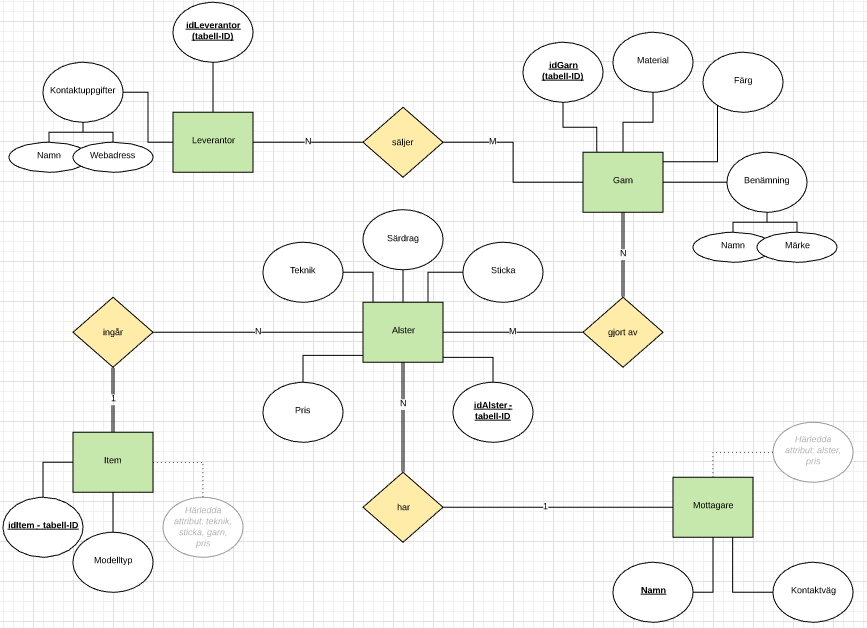 idLeverantor
(tabell-ID)
Kontaktuppgifter
Namn
Webadress
Leverantor
N
säljer
M
idGarn
(tabell-ID)
Material
Färg
Garn
Benämning
Namn
Märke
N
Särdrag
Teknik
Sticka
ingår
N
Alster
M
gjort av
1
Pris
N
idAlster -
tabell-ID
Item
idItem - tabell-ID
Modelltyp
Härledda
attribut: teknik,
sticka, garn,
pris
har
1
Mottagare
Härledda
attribut: alster,
pris
Namn
Kontaktväg